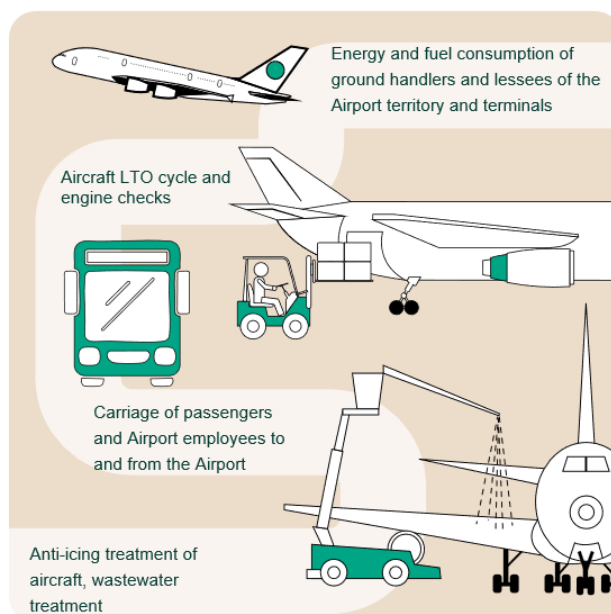 Energy and fuel consumption of
ground handlers and lessees of the
Airport territory and terminals
Aircraft LTO cycle and
engine checks
Carriage of passengers
and Airport employees to
and from the Airport
Anti-icing treatment of
aircraft, wastewater
treatment